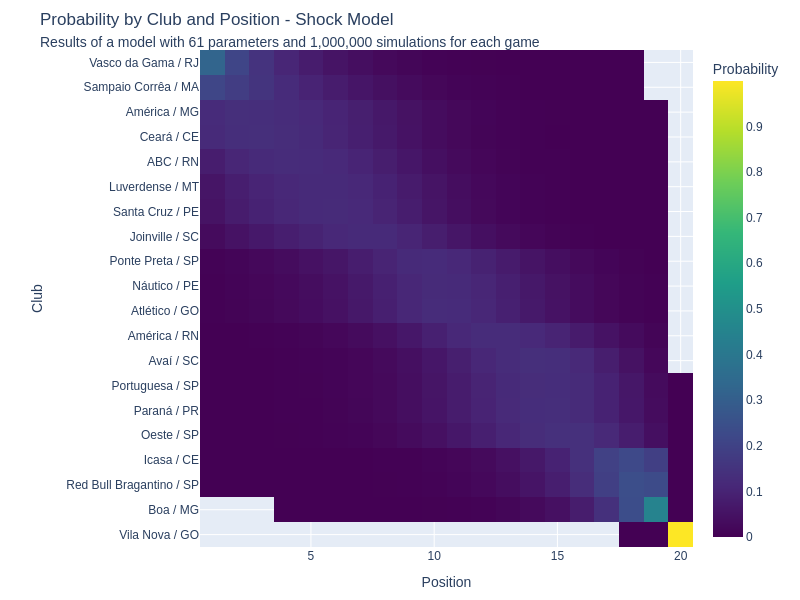 Probability by Club and Position - Shock Model
Results of a model with 61 parameters and 1,000,000 simulations for each game
Probability
Vasco da Gama / RJ
Sampaio Corrêa / MA
América / MG
Ceará / CE
ABC / RN
Luverdense / MT
Santa Cruz / PE
Joinville / SC
Ponte Preta / SP
Náutico / PE
Atlético / GO
América / RN
Avaí / SC
Portuguesa / SP
Paraná / PR
Oeste / SP
Icasa / CE
Red Bull Bragantino / SP
Boa / MG
Vila Nova / GO
Club
5
10
15
20
Position
0.9
0.8
0.7
0.6
0.5
0.4
0.3
0.2
0.1
0